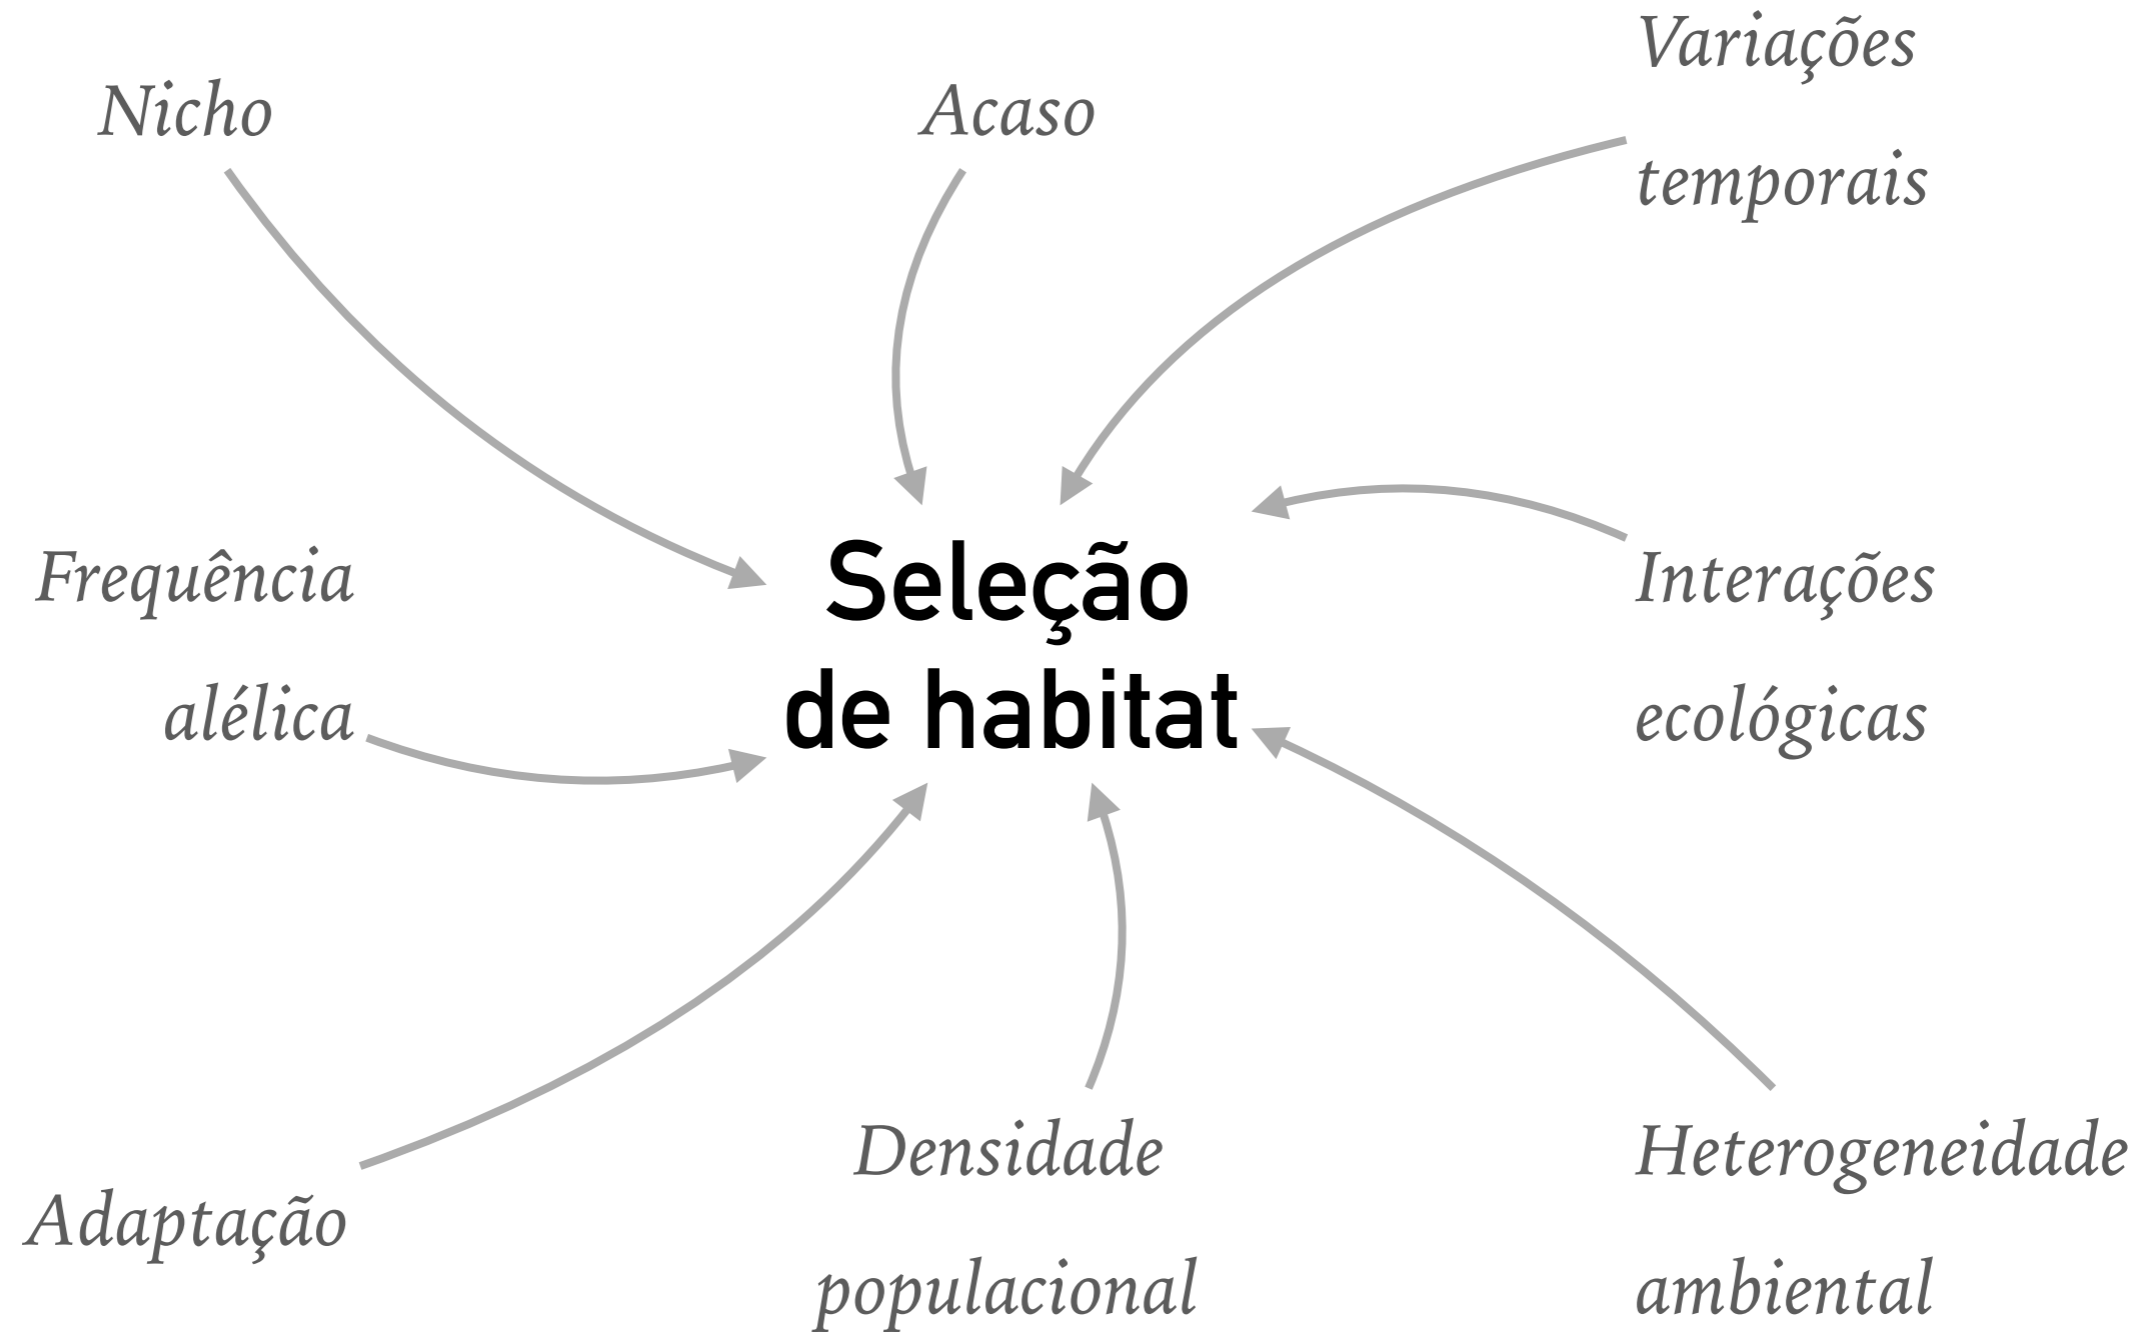 Nicho
Acaso
Variações
temporais
Frequência
alélica
Seleção
de habitat
Interações
ecológicas
Adaptação
Densidade
populacional
Heterogeneidade
ambiental